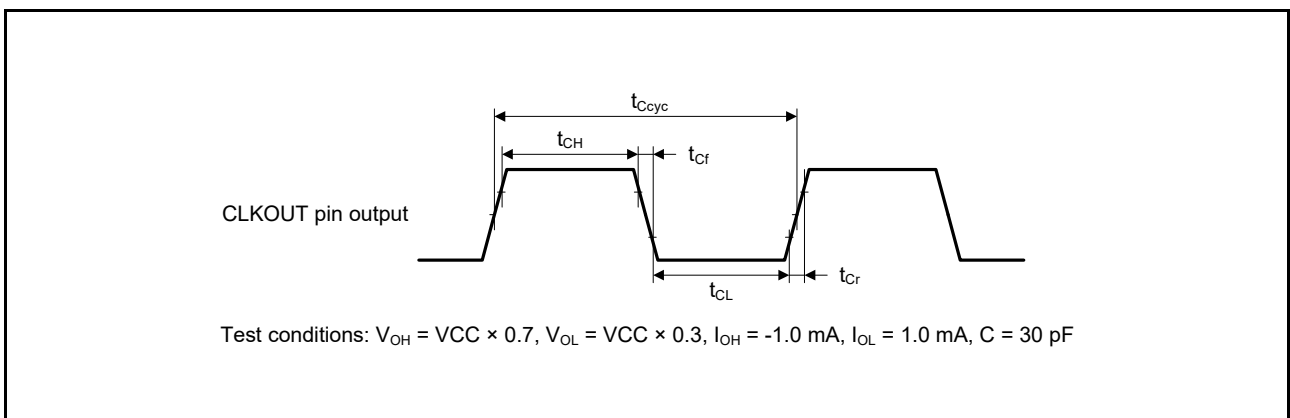 tCcyc
tCH
tCf
CLKOUT pin output
tCL
tCr
Test conditions: VOH = VCC × 0.7, VOL = VCC × 0.3, IOH = -1.0 mA, IOL = 1.0 mA, C = 30 pF